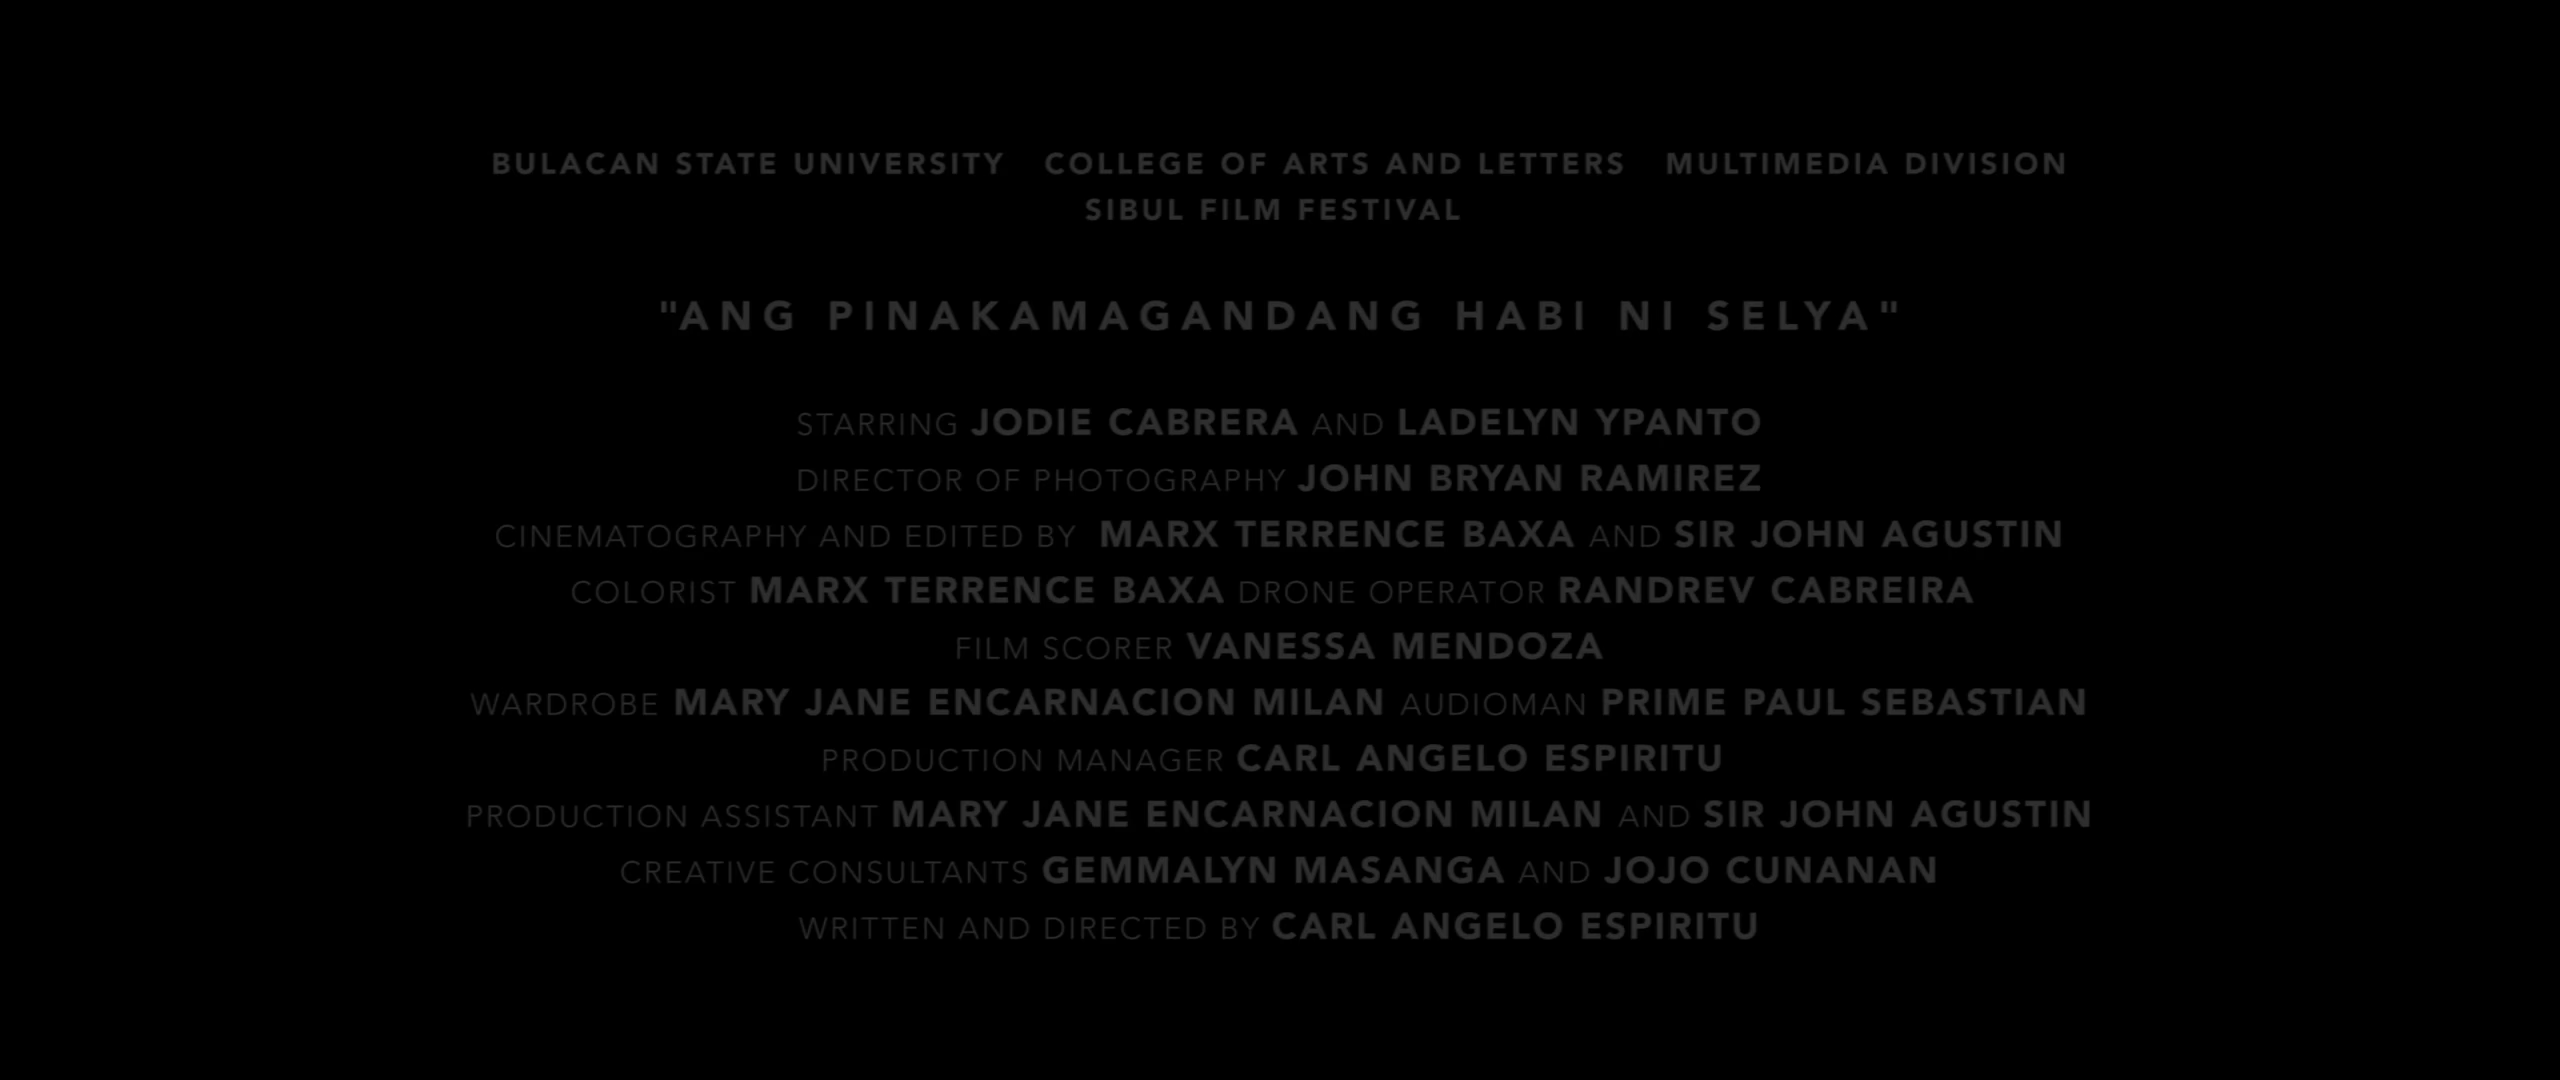 BULACAN STATE UNIVERSITY COLLEGE OF ARTS AND LETTERS MULTIMEDIA DIVISION
SIBUL FILM FESTIVAL
"ANG PINAKAMAGANDANG HABI NI SELYA"
STARRING JODIE CABRERA AND LADELYN YPANTO
DIRECTOR OF PHOTOGRAPHY JOHN BRYAN RAMIREZ
CINEMATOGRAPHY AND EDITED BY MARX TERRENCE BAXA AND SIR JOHN AGUSTIN
COLORIST MARX TERRENCE BAXA DRONE OPERATOR RANDREV CABREIRA
FILM SCORER VANESSA MENDOZA
WARDROBE MARY JANE ENCARNACION MILAN AUDIOMAN PRIME PAUL SEBASTIAN
PRODUCTION MANAGER CARL ANGELO ESPIRITU
PRODUCTION ASSISTANT MARY JANE ENCARNACION MILAN AND SIR JOHN AGUSTIN
CREATIVE CONSULTANTS GEMMALYN MASANGA AND JOJO CUNANAN
WRITTEN AND DIRECTED BY CARL ANGELO ESPIRITU